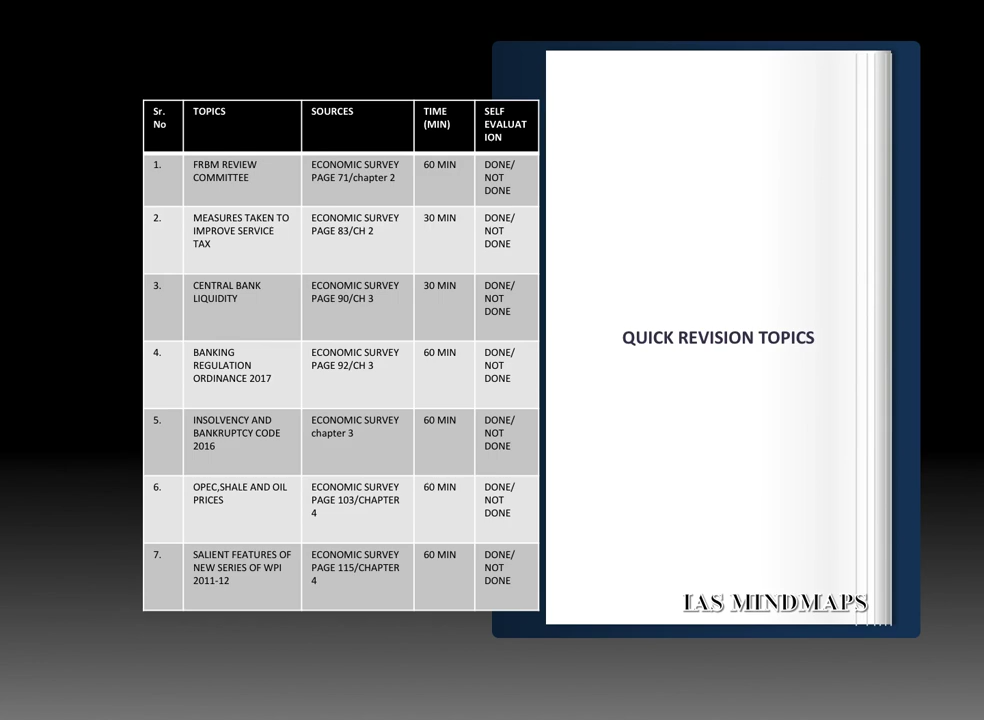 Sr. No
TOPICS
SOURCES
TIME (MIN)
SELF EVALUAT ION
1.
FRBM REVIEW
COMMITTEE
ECONOMIC SURVEY
PAGE 71/chapter 2
60 MIN
DONE/
NOT
DONE
2.
MEASURES TAKEN TO
IMPROVE SERVICE
TAX
ECONOMIC SURVEY
PAGE 83/CH 2
30 MIN
DONE/
NOT
DONE
3.
CENTRAL BANK
LIQUIDITY
ECONOMIC SURVEY
PAGE 90/CH 3
30 MIN
DONE/
NOT
DONE
4.
BANKING
REGULATION
ORDINANCE 2017
ECONOMIC SURVEY
PAGE 92/CH 3
60 MIN
DONE/
NOT
DONE
5.
INSOLVENCY AND
BANKRUPTCY CODE
2016
ECONOMIC SURVEY
chapter 3
60 MIN
DONE/
NOT
DONE
6.
OPEC,SHALE AND OIL
PRICES
ECONOMIC SURVEY
PAGE 103/CHAPTER
4
60 MIN
DONE/
NOT
DONE
7.
SALIENT FEATURES OF
NEW SERIES OF WPI
2011-12
ECONOMIC SURVEY
PAGE 115/CHAPTER
4
60 MIN
DONE/
NOT
DONE
QUICK REVISION TOPICS
IAS MINDMAPS